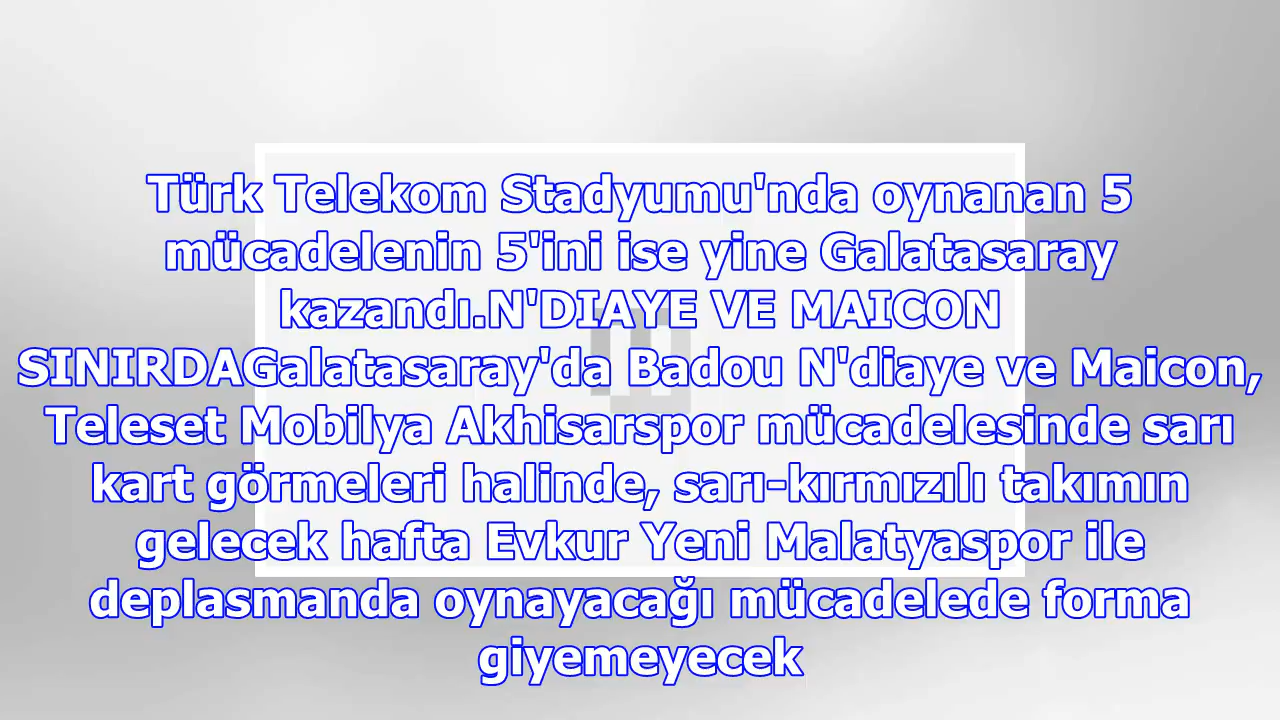 Türk Telekom Stadyumu'nda oynanan 5
mücadelenin 5'ini ise yine Galatasaray
kazandı.N'DIAYE VE MAICON
SINIRDAGalatasaray'da Badou N'diaye ve Maicon,
Teleset Mobilya Akhisarspor mücadelesinde sarı
kart görmeleri halinde, sarı-kırmızılı takımın
gelecek hafta Evkur Yeni Malatyaspor ile
deplasmanda oynayacağı mücadelede forma
giyemeyecek